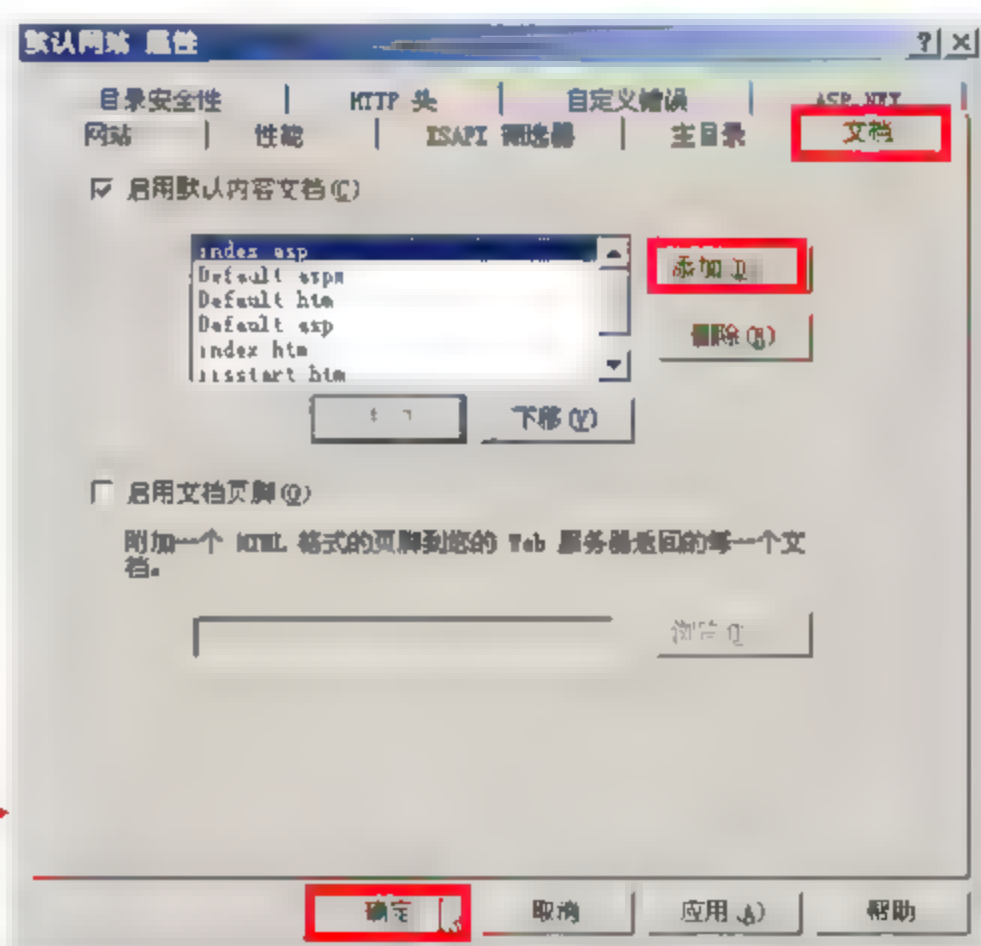 默认网站 属性
目录安全性 HTTP 头 自定义错误 ASP.NET
网站 性能 ISAPI 筛选器 主目录 文档
启用默认内容文档(C)
index asp
添加
Default aspx
Default htm
Default asp
删除(R)
index htm
iisstart htm
下移(V)
启用文档页脚(O)
附加一个 HTML 格式的页脚到您的 Web 服务器返回的每一个文
档。
确定 取消 应用(A) 帮助